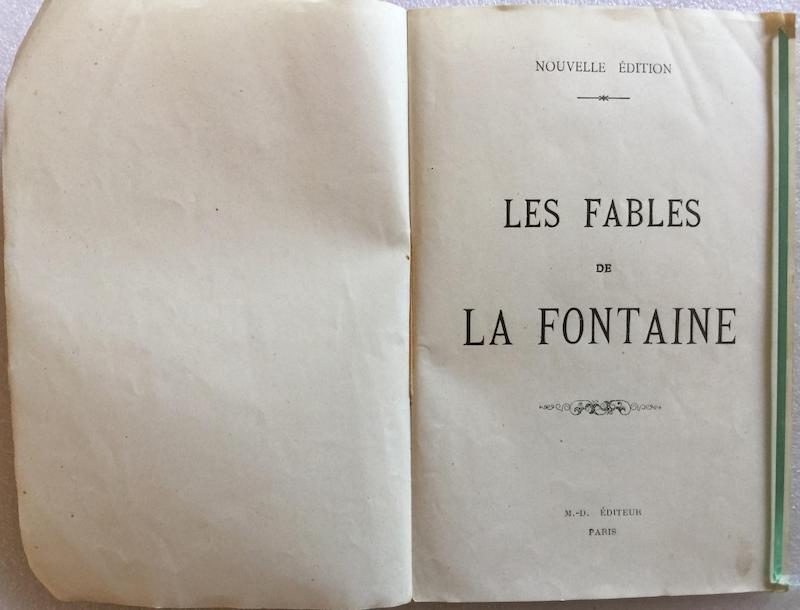 NOUVELLE ÉDITION
LES FABLES
DE
LA FONTAINE
M.-D. ÉDITEUR
PARIS